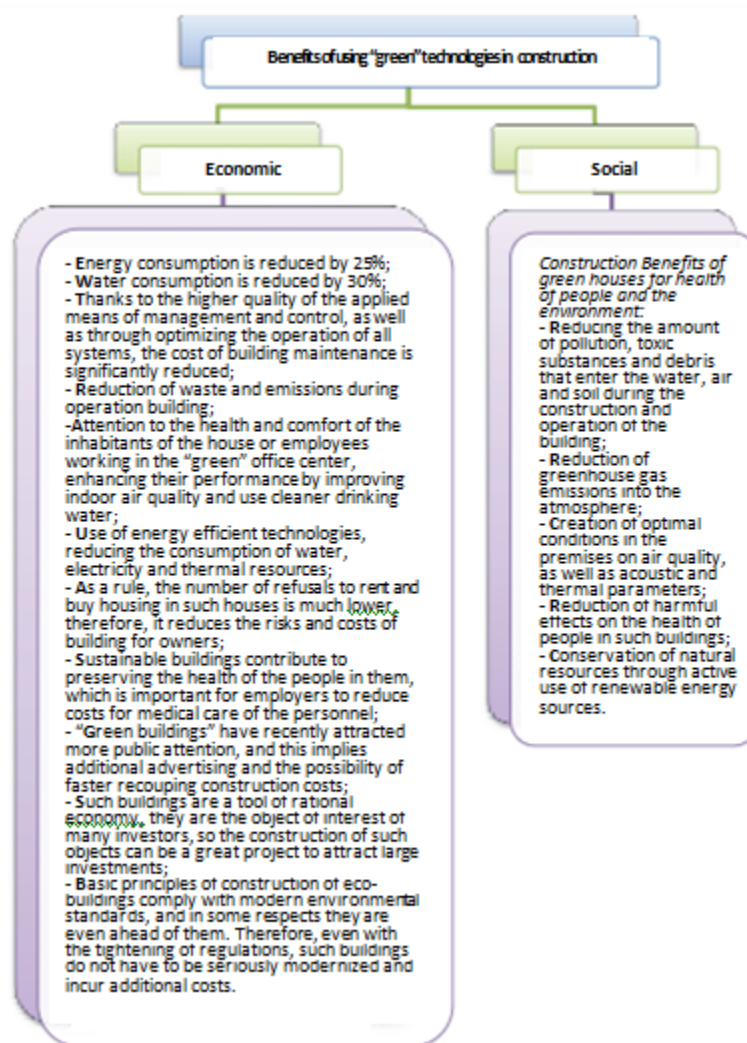 Benefits of using “green” technologies in construction
Economic
Social
- Energy consumption is reduced by 25%;
- Water consumption is reduced by 30%;
- Thanks to the higher quality of the applied
means of management and control, as well
as through optimizing the operation of all
systems, the cost of building maintenance is
significantly reduced;
- Reduction of waste and emissions during
operation building;
-Attention to the health and comfort of the
inhabitants of the house or employees
working in the “green” office center,
enhancing their performance by improving
indoor air quality and use cleaner drinking
water;
- Use of energy efficient technologies,
reducing the consumption of water,
electricity and thermal resources;
- As a rule, the number of refusals to rent and
buy housing in such houses is much lower,
therefore, it reduces the risks and costs of
building for owners;
- Sustainable buildings contribute to
preserving the health of the people in them,
which is important for employers to reduce
costs for medical care of the personnel;
- “Green buildings” have recently attracted
more public attention, and this implies
additional advertising and the possibility of
faster recouping construction costs;
- Such buildings are a tool of rational
economy, they are the object of interest of
many investors, so the construction of such
objects can be a great project to attract large
investments;
- Basic principles of construction of eco-
buildings comply with modern environmental
standards, and in some respects they are
even ahead of them. Therefore, even with
the tightening of regulations, such buildings
do not have to be seriously modernized and
incur additional costs.
Construction Benefits of
green houses for health
of people and the
environment:
- Reducing the amount
of pollution, toxic
substances and debris
that enter the water, air
and soil during the
construction and
operation of the
building;
- Reduction of
greenhouse gas
emissions into the
atmosphere;
- Creation of optimal
conditions in the
premises on air quality,
as well as acoustic and
thermal parameters;
- Reduction of harmful
effects on the health of
people in such buildings;
- Conservation of natural
resources through active
use of renewable energy
sources.